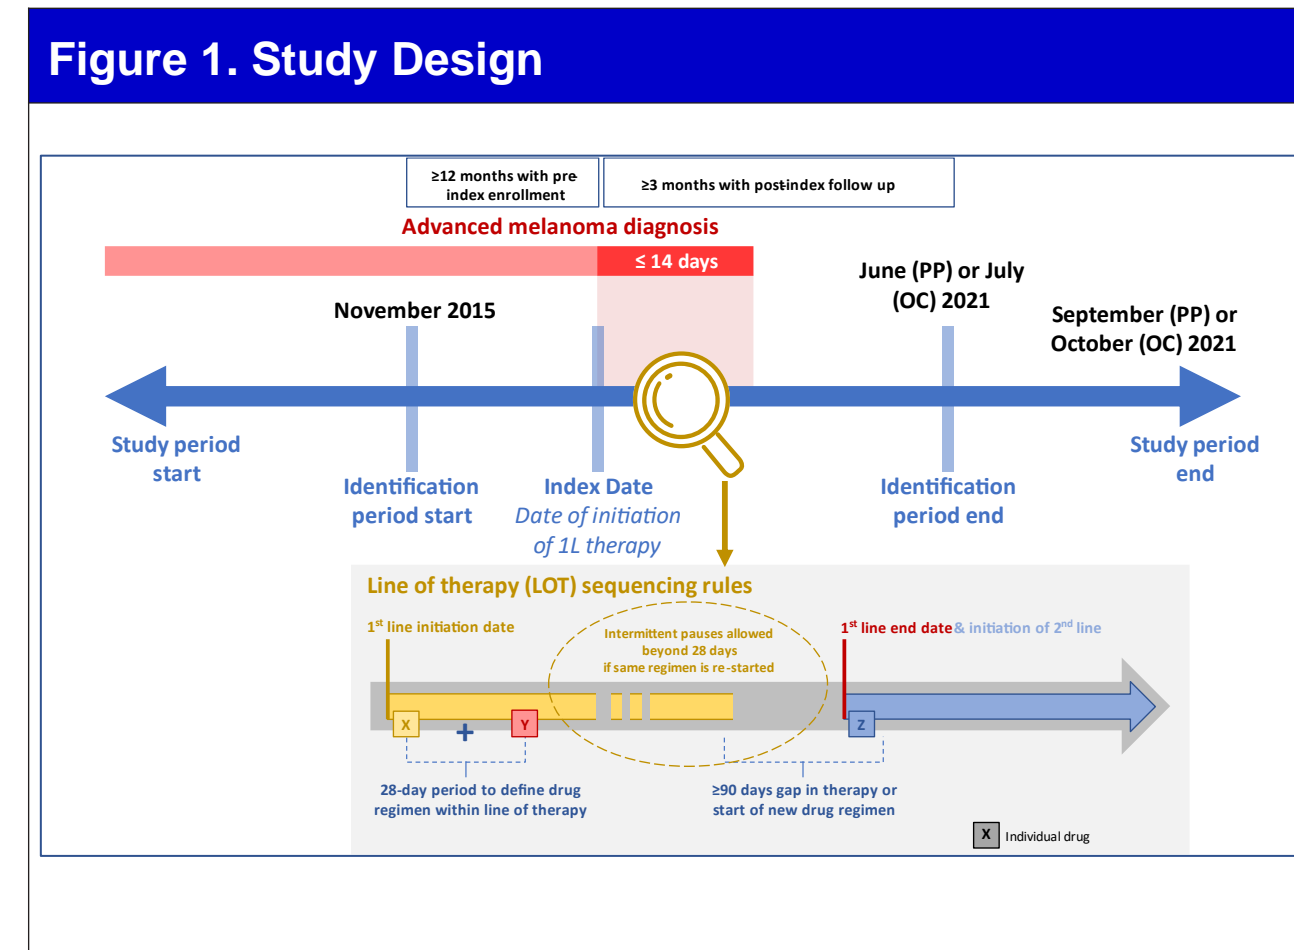 Figure 1. Study Design
≥12 months with pre-
index enrollment
≥3 months with post-index follow up
Advanced melanoma diagnosis
≤ 14 days
November 2015
June (PP) or July
(OC) 2021
September (PP) or
October (OC) 2021
Study period
start
Identification
period start
Index Date
Date of initiation
of 1L therapy
Identification
period end
Study period
end
Line of therapy (LOT) sequencing rules
1st line initiation date
Intermittent pauses allowed
beyond 28 days
if same regimen is re-started
1st line end date & initiation of 2nd line
X
+
Y
Z
28-day period to define drug
regimen within line of therapy
≥90 days gap in therapy or
start of new drug regimen
X Individual drug